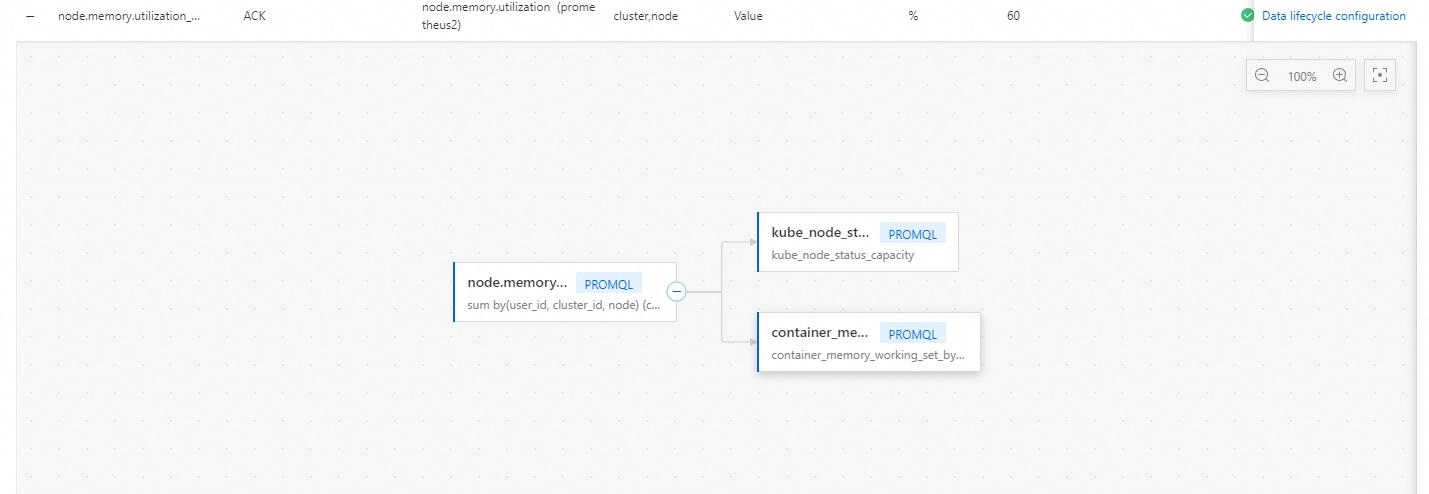 node.memory.utilization_...
ACK
node.memory.utilization (prome
theus2)
cluster,node
Value
%
60
Data lifecycle configuration
100%
kube_node_st... PROMQL
kube_node_status_capacity
node.memory... PROMQL
sum by(user_id, cluster_id, node) (c...
container_me... PROMQL
container_memory_working_set_by...